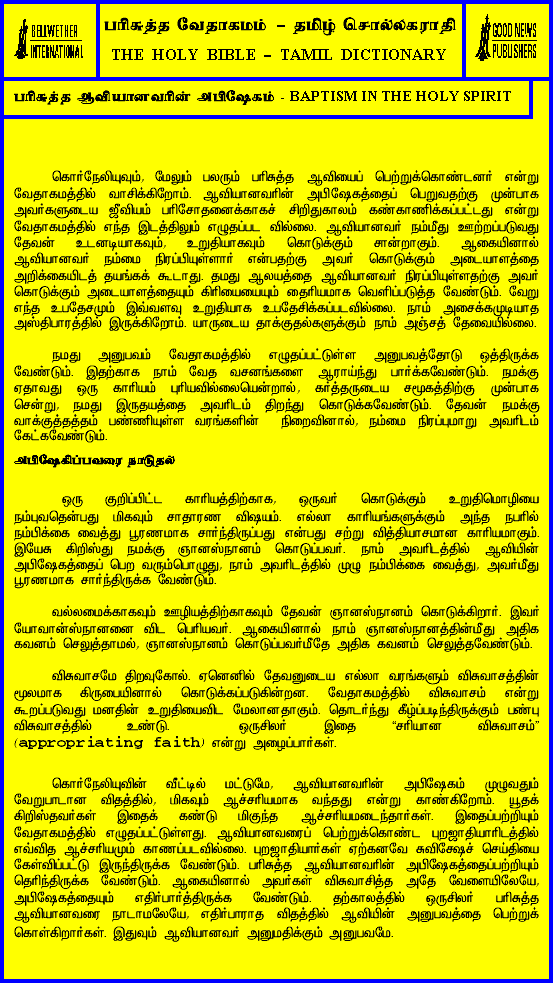 BELLWETHER
INTERNATIONAL
பரிசுத்த வேதாகமம் – தமிழ் சொல்லகராதி
THE HOLY BIBLE – TAMIL DICTIONARY
GOOD NEWS
PUBLISHERS
பரிசுத்த ஆவியானவரின் அபிஷேகம் - BAPTISM IN THE HOLY SPIRIT
கொர்நேலியுவும், மேலும் பலரும் பரிசுத்த ஆவியைப் பெற்றுக்கொண்டனர் என்று
வேதாகமத்தில் வாசிக்கிறோம். ஆவியானவரின் அபிஷேகத்தைப் பெறுவதற்கு முன்பாக
அவர்களுடைய ஜீவியம் பரிசோதனைக்காகச் சிறிதுகாலம் கண்காணிக்கப்பட்டது என்று
வேதாகமத்தில் எந்த இடத்திலும் எழுதப்பட வில்லை. ஆவியானவர் நம்மீது ஊற்றப்படுவது
தேவன் உடனடியாகவும், உறுதியாகவும் கொடுக்கும் சான்றாகும். ஆகையினால்
ஆவியானவர் நம்மை நிரப்பியுள்ளார் என்பதற்கு அவர் கொடுக்கும் அடையாளத்தை
அறிக்கையிடத் தயங்கக் கூடாது. தமது ஆலயத்தை ஆவியானவர் நிரப்பியுள்ளதற்கு அவர்
கொடுக்கும் அடையாளத்தையும் கிரியையையும் தைரியமாக வெளிப்படுத்த வேண்டும். வேறு
எந்த உபதேசமும் இவ்வளவு உறுதியாக உபதேசிக்கப்படவில்லை. நாம் அசைக்கமுடியாத
அஸ்திபாரத்தில் இருக்கிறோம். யாருடைய தாக்குதல்களுக்கும் நாம் அஞ்சத் தேவையில்லை.
நமது அனுபவம் வேதாகமத்தில் எழுதப்பட்டுள்ள அனுபவத்தோடு ஒத்திருக்க
வேண்டும். இதற்காக நாம் வேத வசனங்களை ஆராய்ந்து பார்க்கவேண்டும். நமக்கு
ஏதாவது ஒரு காரியம் புரியவில்லையென்றால், கர்த்தருடைய சமூகத்திற்கு முன்பாக
சென்று, நமது இருதயத்தை அவரிடம் திறந்து கொடுக்கவேண்டும். தேவன் நமக்கு
வாக்குத்தத்தம் பண்ணியுள்ள வரங்களின் நிறைவினால், நம்மை நிரப்புமாறு அவரிடம்
கேட்கவேண்டும்.
அபிஷேகிப்பவரை நாடுதல்
ஒரு குறிப்பிட்ட காரியத்திற்காக, ஒருவர் கொடுக்கும் உறுதிமொழியை
நம்புவதென்பது மிகவும் சாதாரண விஷயம். எல்லா காரியங்களுக்கும் அந்த நபரில்
நம்பிக்கை வைத்து பூரணமாக சார்ந்திருப்பது என்பது சற்று வித்தியாசமான காரியமாகும்.
இயேசு கிறிஸ்து நமக்கு ஞானஸ்நானம் கொடுப்பவர். நாம் அவரிடத்தில் ஆவியின்
அபிஷேகத்தைப் பெற வரும்பொழுது, நாம் அவரிடத்தில் முழு நம்பிக்கை வைத்து, அவர்மீது
பூரணமாக சார்ந்திருக்க வேண்டும்.
வல்லமைக்காகவும் ஊழியத்திற்காகவும் தேவன் ஞானஸ்நானம் கொடுக்கிறார். இவர்
யோவான்ஸ்நானனை விட பெரியவர். ஆகையினால் நாம் ஞானஸ்நானத்தின்மீது அதிக
கவனம் செலுத்தாமல், ஞானஸ்நானம் கொடுப்பவர்மீதே அதிக கவனம் செலுத்தவேண்டும்.
விசுவாசமே திறவுகோல். ஏனெனில் தேவனுடைய எல்லா வரங்களும் விசுவாசத்தின்
மூலமாக கிருபையினால் கொடுக்கப்படுகின்றன. வேதாகமத்தில் விசுவாசம் என்று
கூறப்படுவது மனதின் உறுதியைவிட மேலானதாகும். தொடர்ந்து கீழ்ப்படிந்திருக்கும் பண்பு
விசுவாசத்தில் உண்டு. ஒருசிலர் இதை “சரியான விசுவாசம்”
(appropriating faith) என்று அழைப்பார்கள்.
கொர்நேலியுவின் வீட்டில் மட்டுமே, ஆவியானவரின் அபிஷேகம் முழுவதும்
வேறுபாடான விதத்தில், மிகவும் ஆச்சரியமாக வந்தது என்று காண்கிறோம். யூதக்
கிறிஸ்தவர்கள் இதைக் கண்டு மிகுந்த ஆச்சரியமடைந்தார்கள். இதைப்பற்றியும்
வேதாகமத்தில் எழுதப்பட்டுள்ளது. ஆவியானவரைப் பெற்றுக்கொண்ட புறஜாதியாரிடத்தில்
எவ்வித ஆச்சரியமும் காணப்படவில்லை. புறஜாதியார்கள் ஏற்கனவே சுவிசேஷச் செய்தியை
கேள்விப்பட்டு இருந்திருக்க வேண்டும். பரிசுத்த ஆவியானவரின் அபிஷேகத்தைப்பற்றியும்
தெரிந்திருக்க வேண்டும். ஆகையினால் அவர்கள் விசுவாசித்த அதே வேளையிலேயே,
அபிஷேகத்தையும் எதிர்பார்த்திருக்க வேண்டும். தற்காலத்தில் ஒருசிலர் பரிசுத்த
ஆவியானவரை நாடாமலேயே, எதிர்பாராத விதத்தில் ஆவியின் அனுபவத்தை பெற்றுக்
கொள்கிறார்கள். இதுவும் ஆவியானவர் அனுமதிக்கும் அனுபவமே.